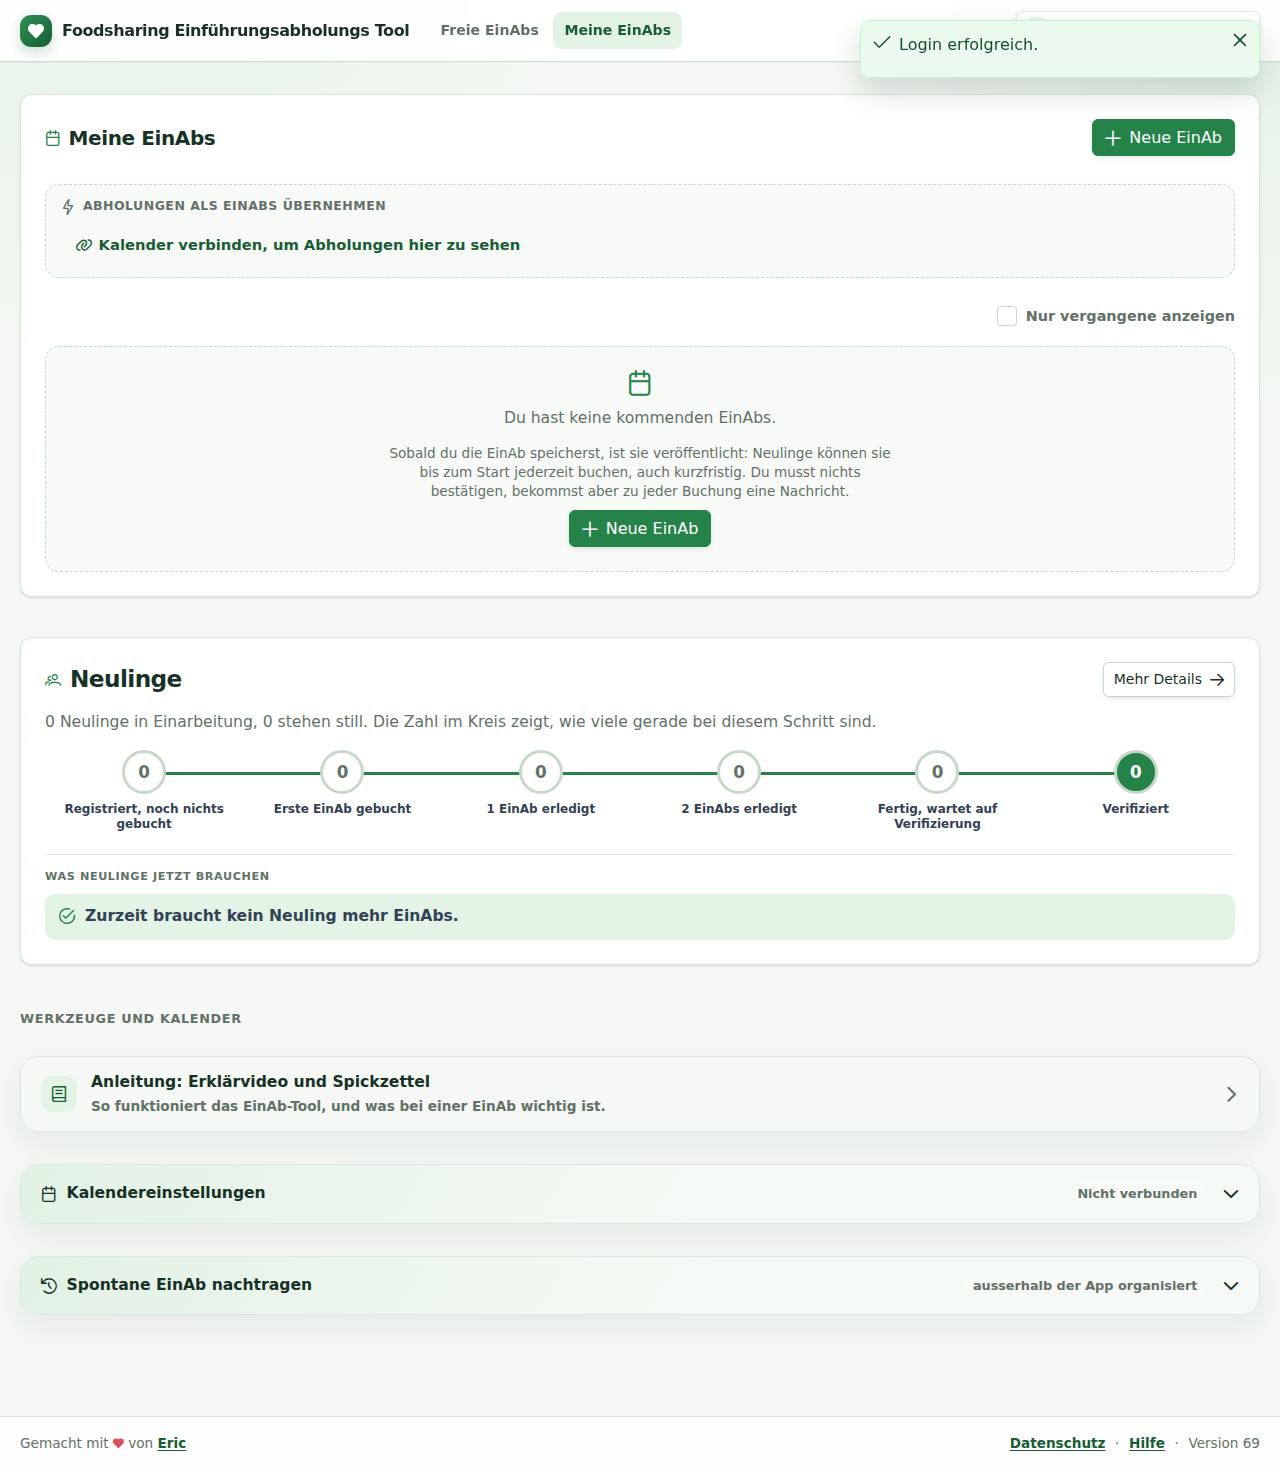 Foodsharing Einführungsabholungs Tool
Freie EinAbs
Meine EinAbs
Login erfolgreich.
Meine EinAbs
Neue EinAb
ABHOLUNGEN ALS EINABS ÜBERNEHMEN
Kalender verbinden, um Abholungen hier zu sehen
Nur vergangene anzeigen
Du hast keine kommenden EinAbs.
Sobald du die EinAb speicherst, ist sie veröffentlicht: Neulinge können sie
bis zum Start jederzeit buchen, auch kurzfristig. Du musst nichts
bestätigen, bekommst aber zu jeder Buchung eine Nachricht.
Neue EinAb
Neulinge
Mehr Details
0 Neulinge in Einarbeitung, 0 stehen still. Die Zahl im Kreis zeigt, wie viele gerade bei diesem Schritt sind.
0
Registriert, noch nichts
gebucht
0
Erste EinAb gebucht
0
1 EinAb erledigt
0
2 EinAbs erledigt
0
Fertig, wartet auf
Verifizierung
0
Verifiziert
WAS NEULINGE JETZT BRAUCHEN
Zurzeit braucht kein Neuling mehr EinAbs.
WERKZEUGE UND KALENDER
Anleitung: Erklärvideo und Spickzettel
So funktioniert das EinAb-Tool, und was bei einer EinAb wichtig ist.
Kalendereinstellungen
Nicht verbunden
Spontane EinAb nachtragen
ausserhalb der App organisiert
Gemacht mit von Eric
Datenschutz · Hilfe · Version 69